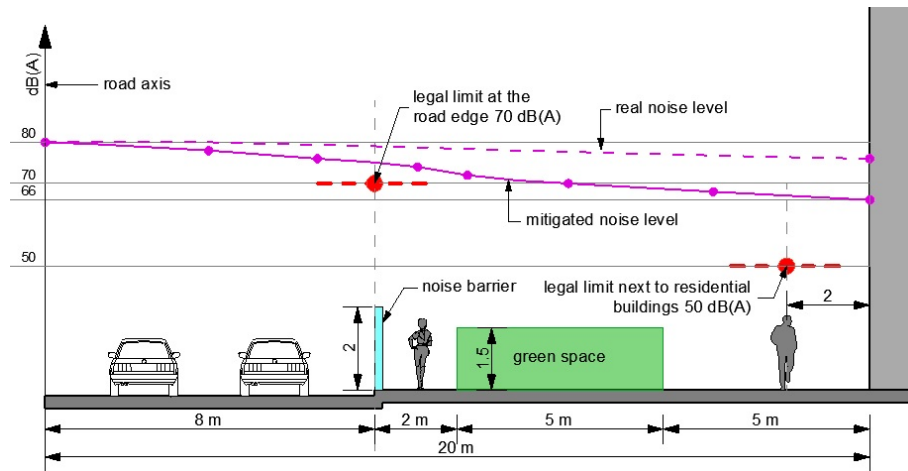 dB(A)
road axis
legal limit at the
road edge 70 dB(A)
real noise level
80
70
66
mitigated noise level
50
noise barrier
legal limit next to residential
buildings 50 dB(A)
2
2
1.5
green space
8 m
2 m
5 m
5 m
20 m